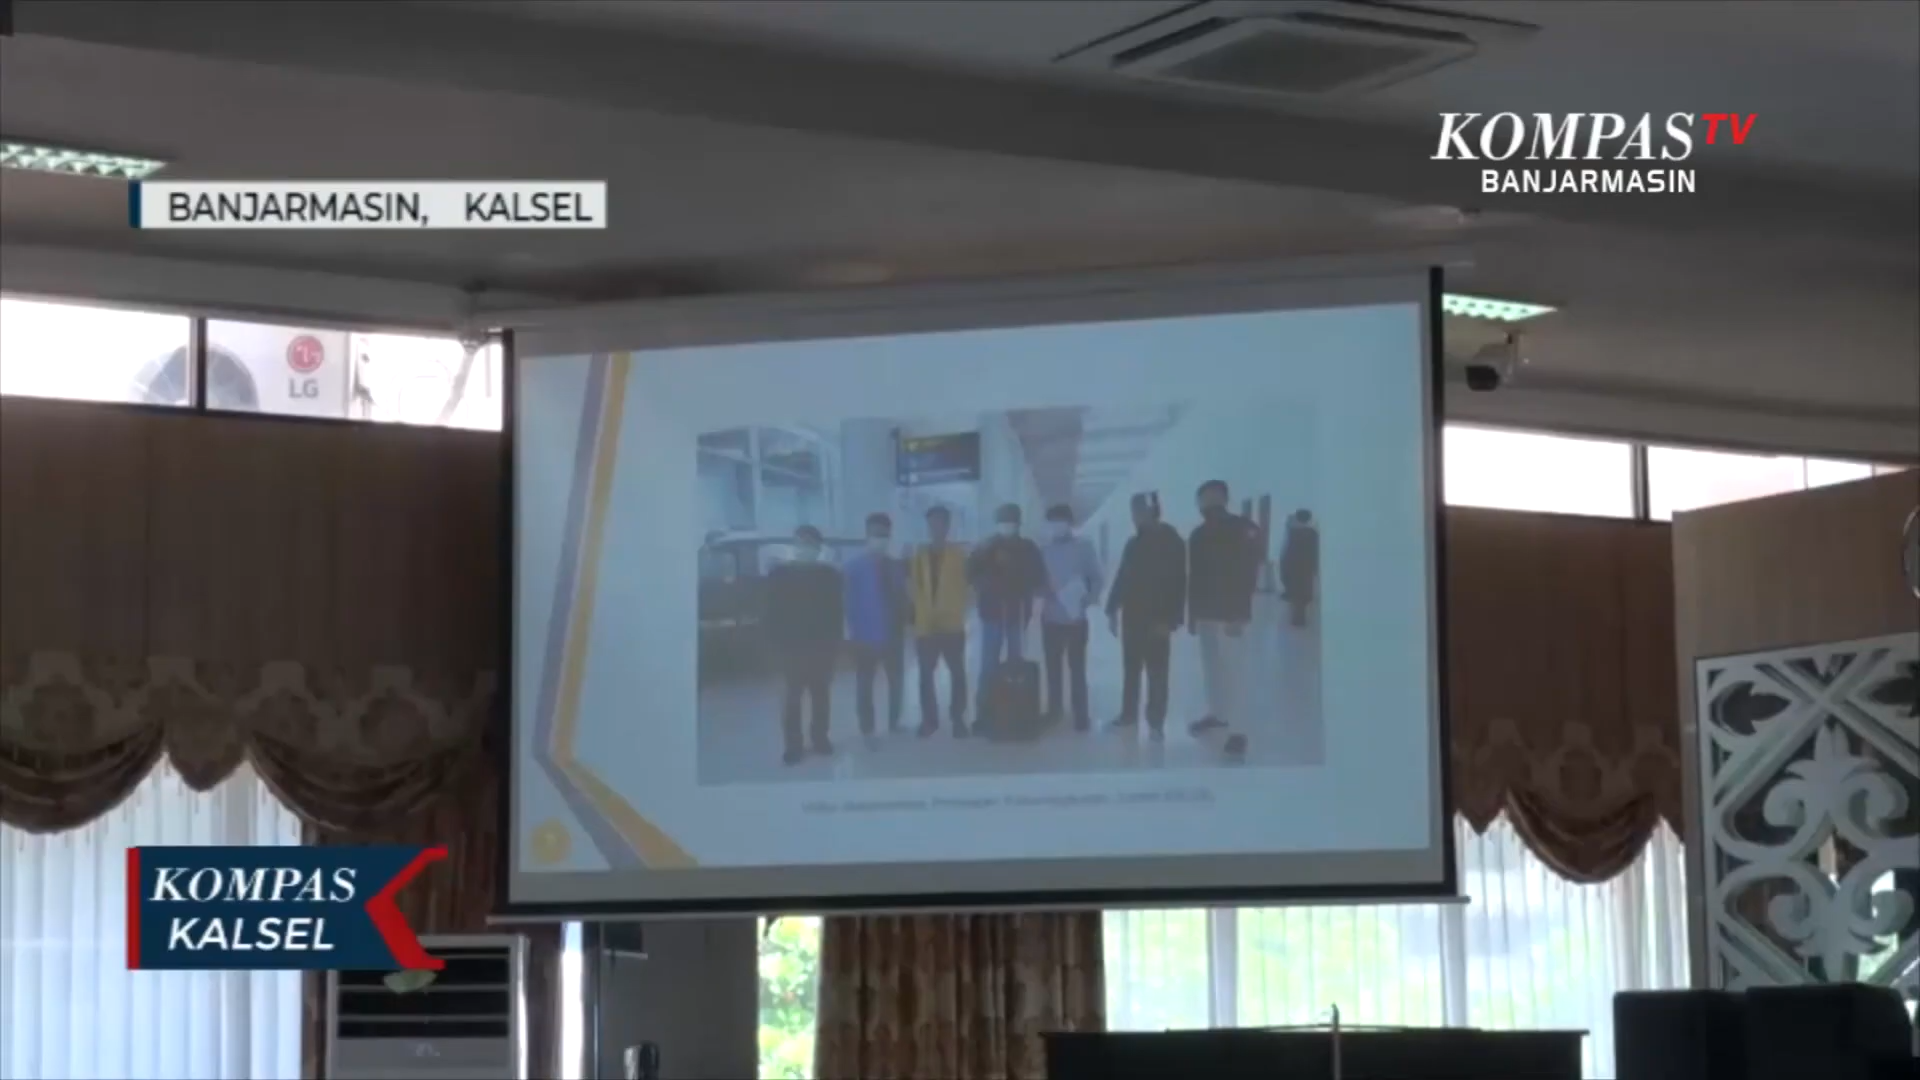 KOMPAS TV
BANJARMASIN
BANJARMASIN, KALSEL
LG
KOMPAS
KALSEL